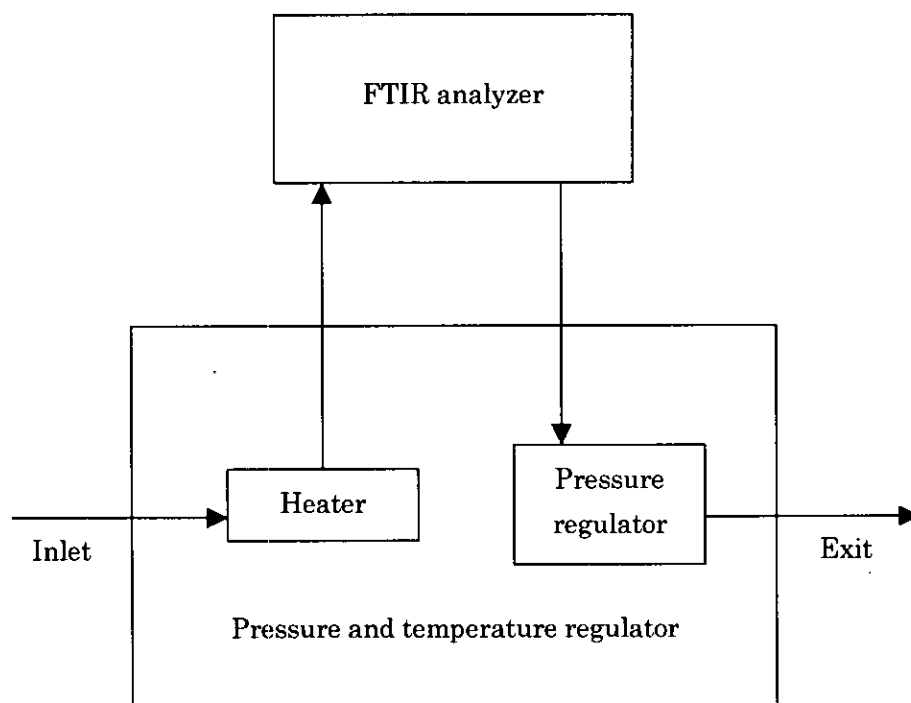 FTIR analyzer
Heater
Pressure
regulator
Inlet
Exit
Pressure and temperature regulator